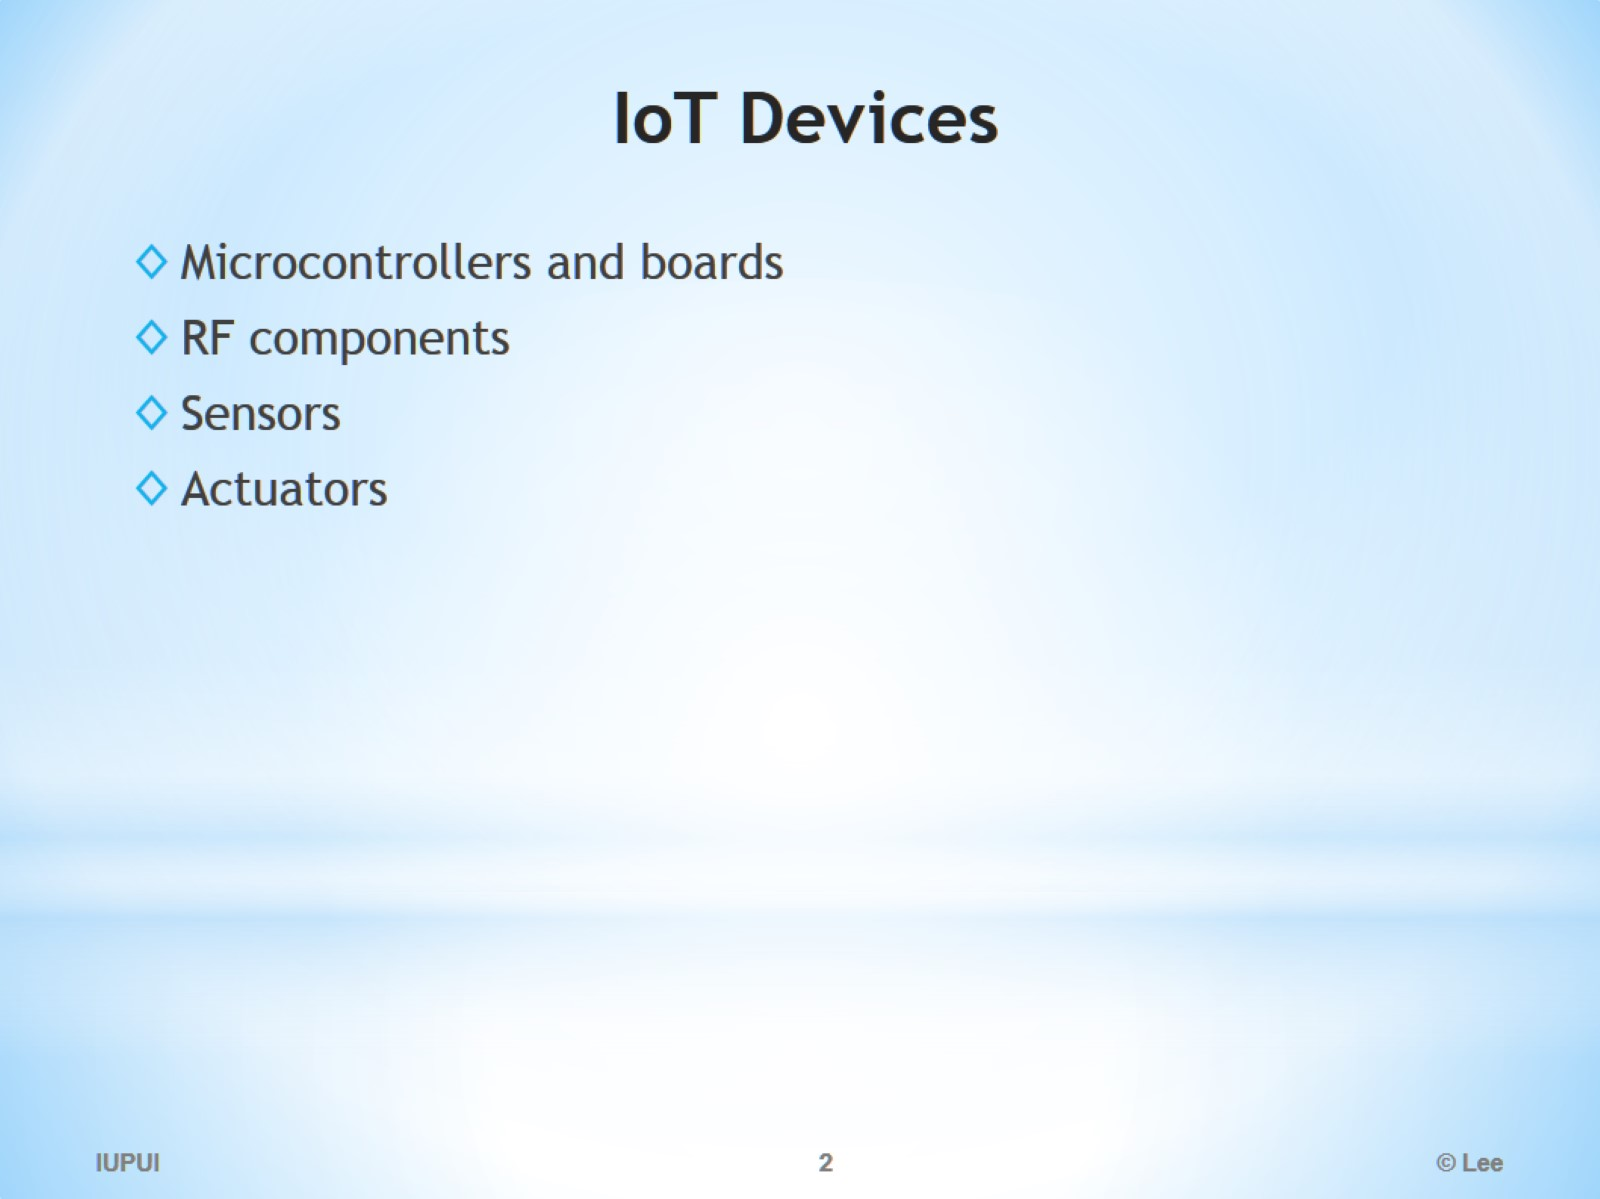 IoT Devices
◇ Microcontrollers and boards
◇ RF components
◇ Sensors
◇ Actuators
IUPUI 2 © Lee